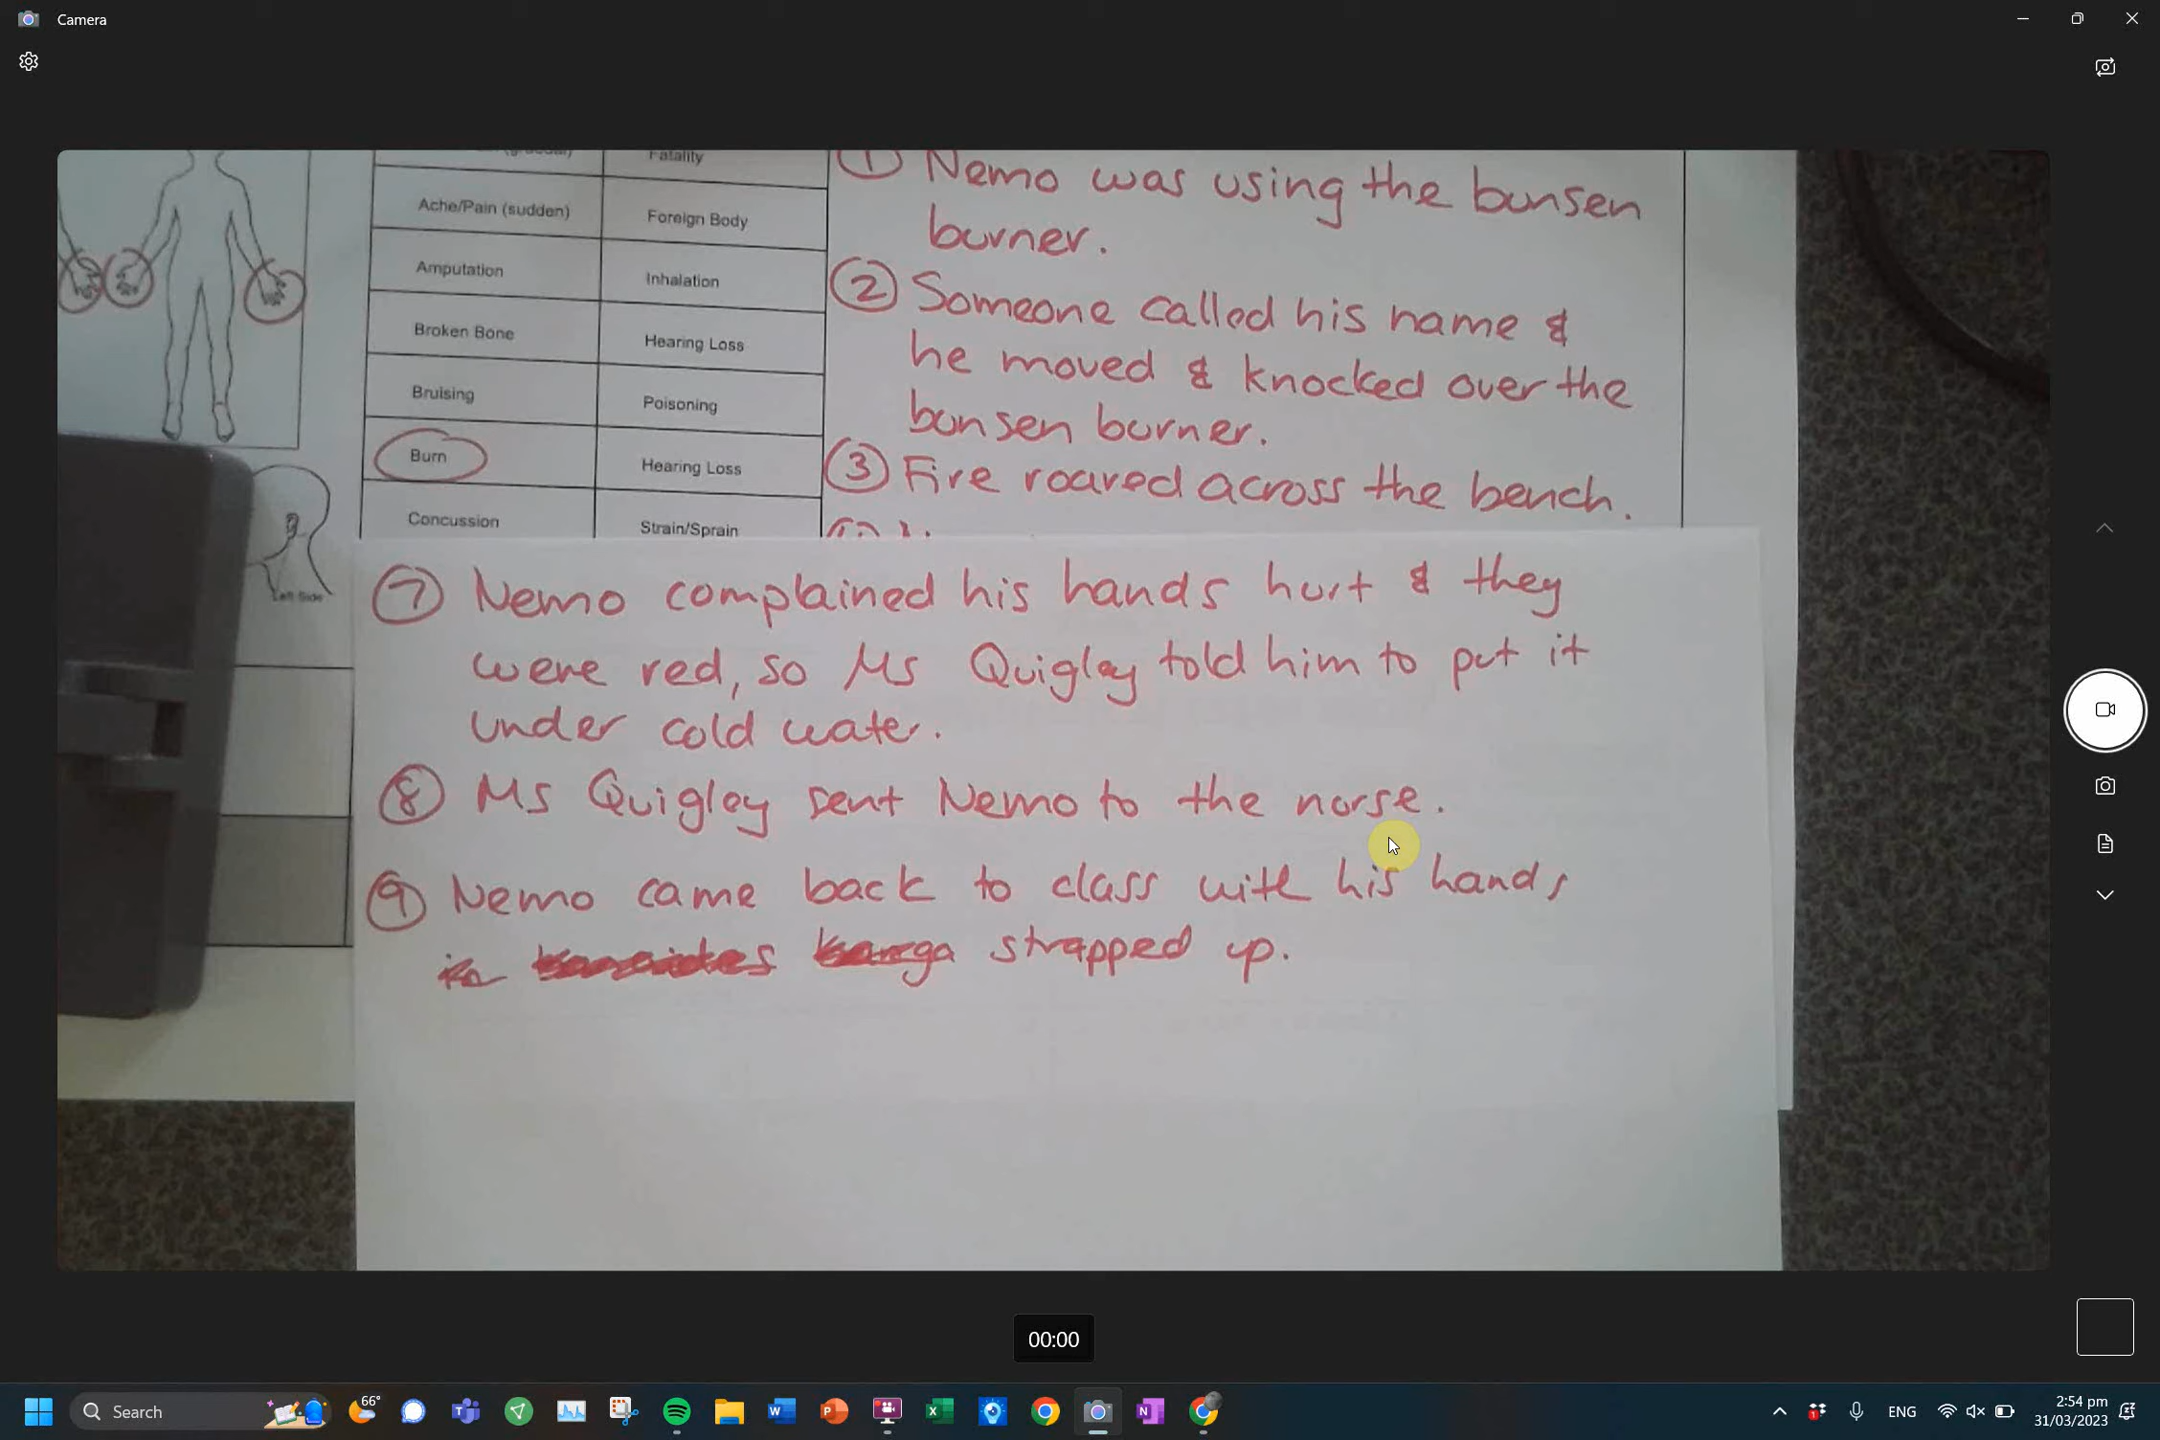 Camera
Fatality
① Nemo was using the bunsen
burner.
Ache/Pain (sudden) Foreign Body
Amputation Inhalation
② Someone called his name &
he moved & knocked over the
bunsen burner.
Broken Bone Hearing Loss
Bruising Poisoning
Burn Hearing Loss
③ Fire roared across the bench.
Concussion Strain/Sprain
Left Side
⑦ Nemo complained his hands hurt & they
were red, so Ms Quigley told him to put it
under cold water.
⑧ Ms Quigley sent Nemo to the nurse.
⑨ Nemo came back to class with his hands
strapped up.
00:00
66°
Search
ENG
2:54 pm
31/03/2023